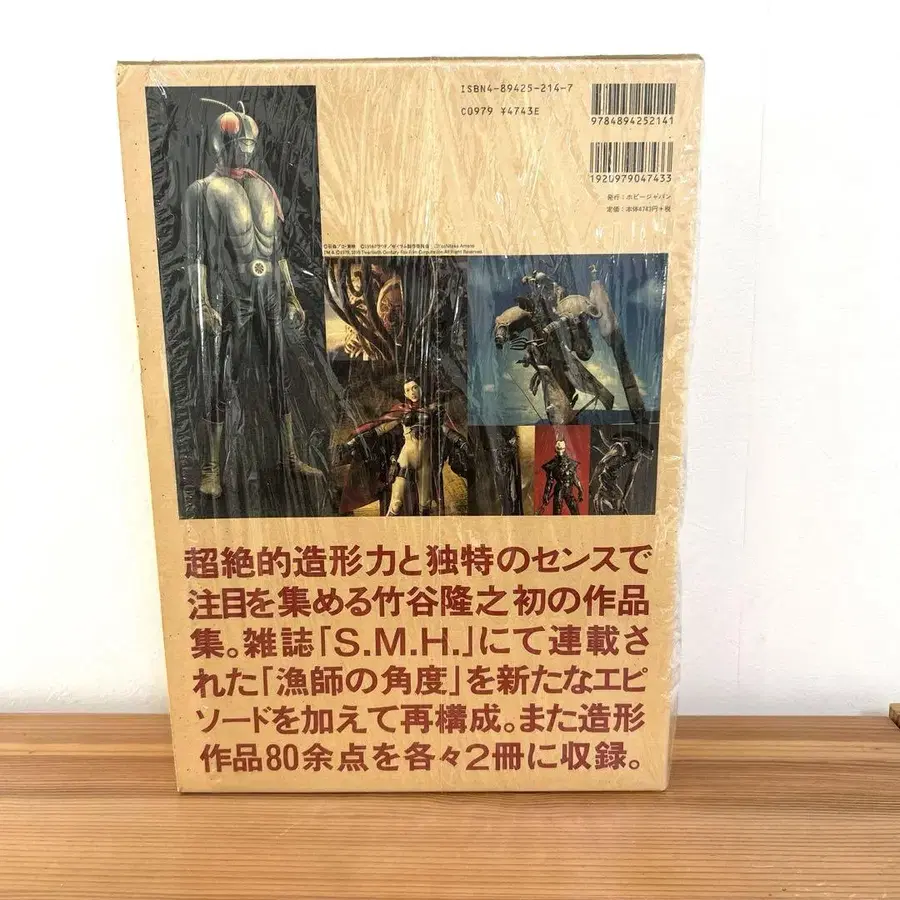 ISBN4-89425-214-7
C0979 ¥4743E
9784894252141
1920979047433
発行：ホビージャパン
定価：本体4743円+税
超絶的造形力と独特のセンスで
注目を集める竹谷隆之初の作品
集。雑誌「S.M.H.」にて連載さ
れた「漁師の角度」を新たなエピ
ソードを加えて再構成。また造形
作品80余点を各々2冊に収録。